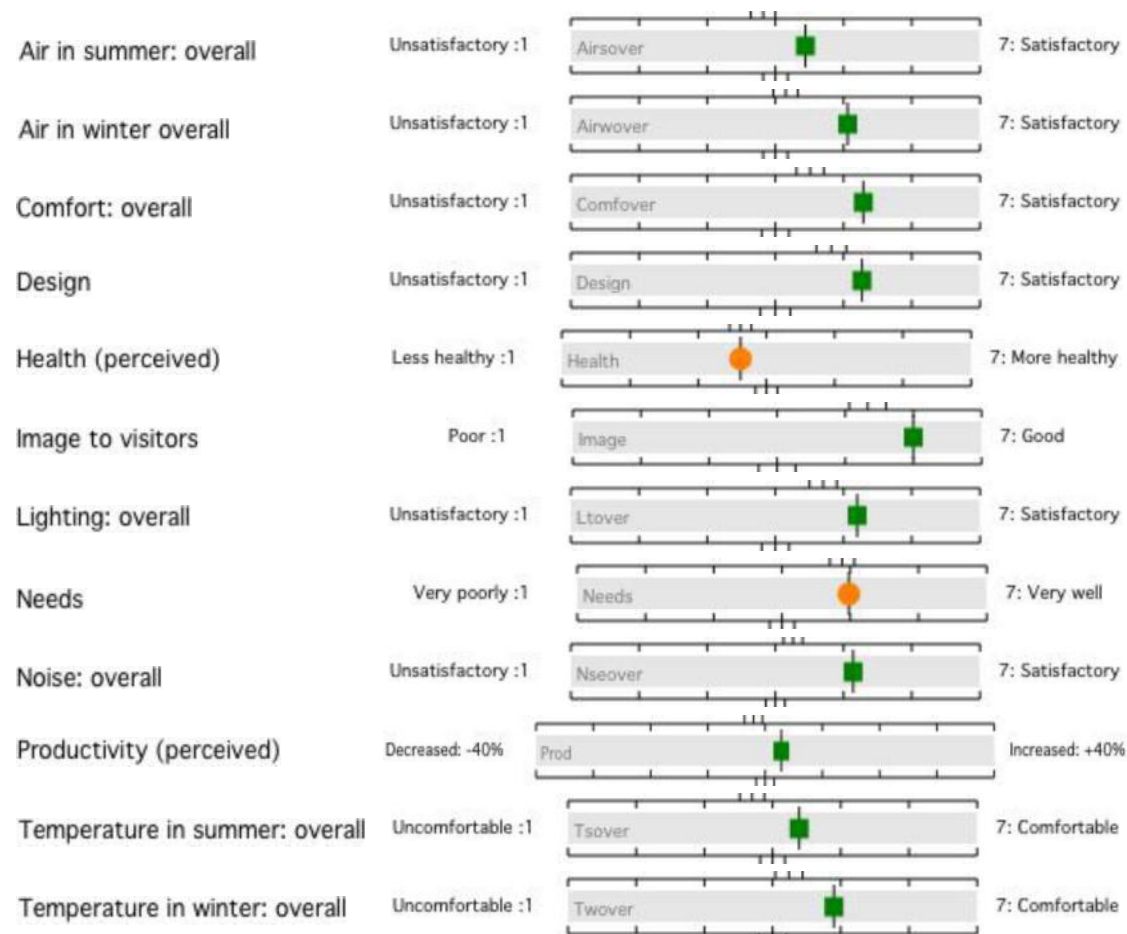 Air in summer: overall Unsatisfactory :1 Airsover 7: Satisfactory
Air in winter overall Unsatisfactory :1 Airwover 7: Satisfactory
Comfort: overall Unsatisfactory :1 Comfover 7: Satisfactory
Design Unsatisfactory :1 Design 7: Satisfactory
Health (perceived) Less healthy :1 Health 7: More healthy
Image to visitors Poor :1 Image 7: Good
Lighting: overall Unsatisfactory :1 Ltover 7: Satisfactory
Needs Very poorly :1 Needs 7: Very well
Noise: overall Unsatisfactory :1 Nseover 7: Satisfactory
Productivity (perceived) Decreased: -40% Prod Increased: +40%
Temperature in summer: overall Uncomfortable :1 Tsover 7: Comfortable
Temperature in winter: overall Uncomfortable :1 Twover 7: Comfortable